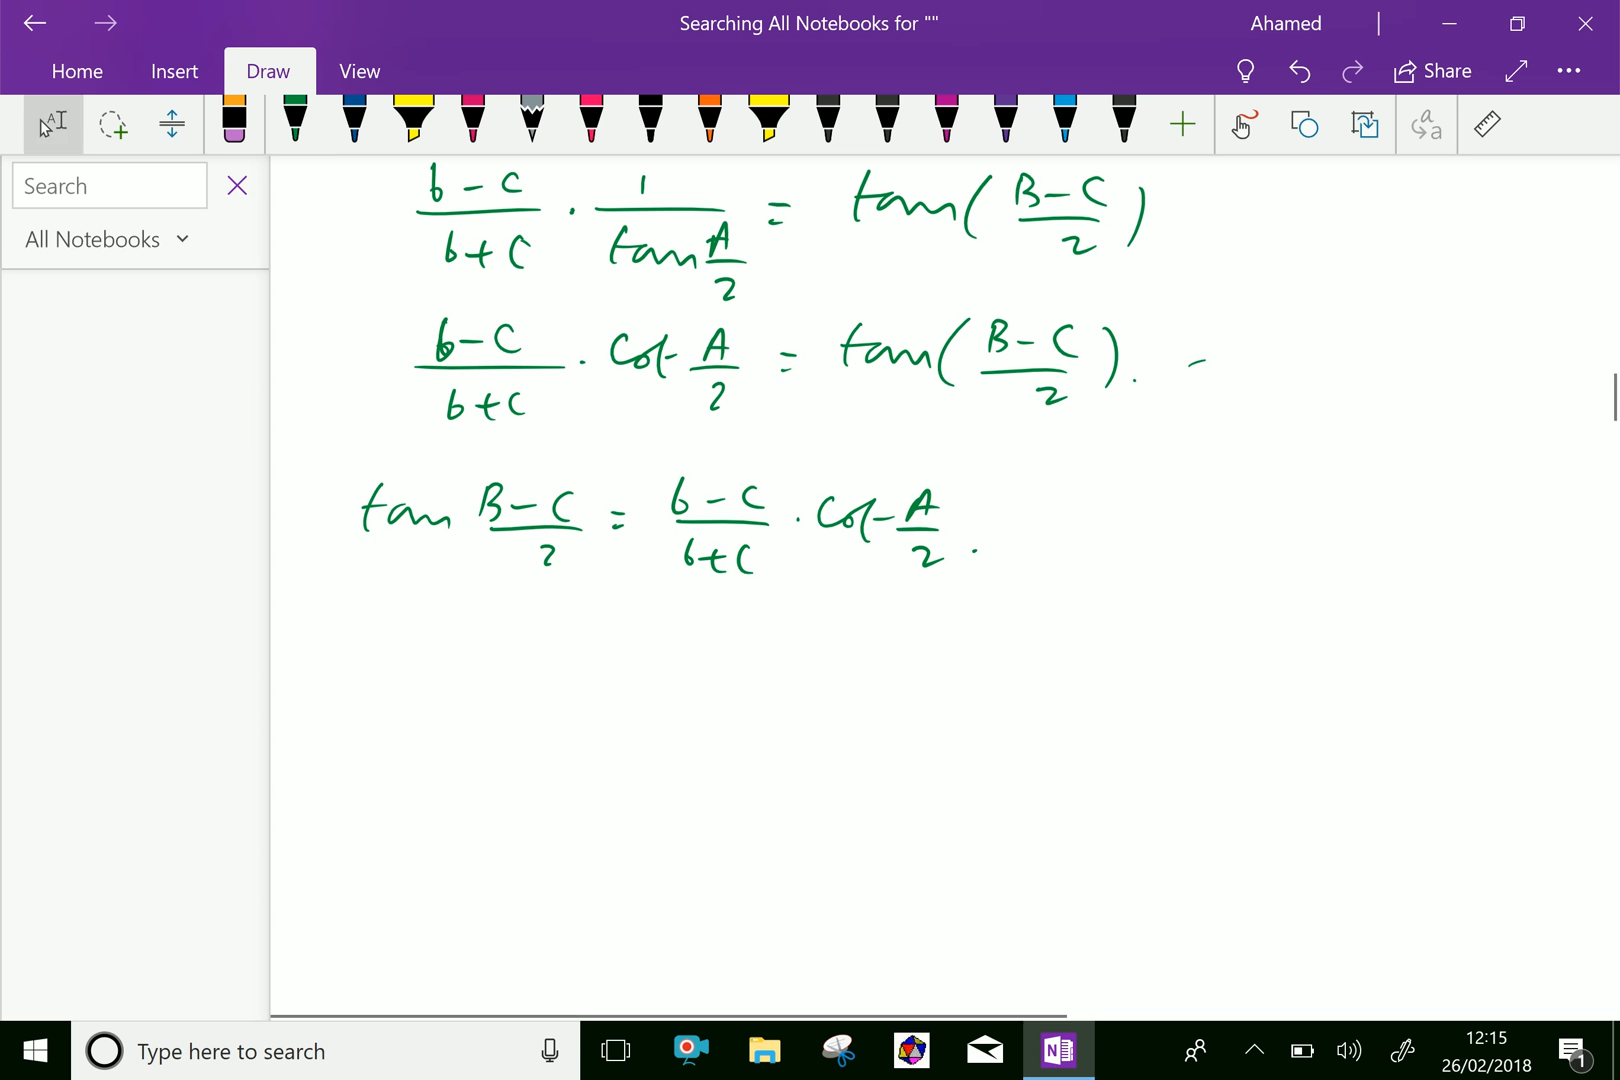 Searching All Notebooks for ""
Ahamed
Home Insert Draw View
Share
Search
All Notebooks
b-c/b+c · 1/tan A/2 = tan(B-C/2)
b-c/b+c · Cot A/2 = tan(B-C/2).
tan B-C/2 = b-c/b+c · Cot A/2.
Type here to search
12:15
26/02/2018
1